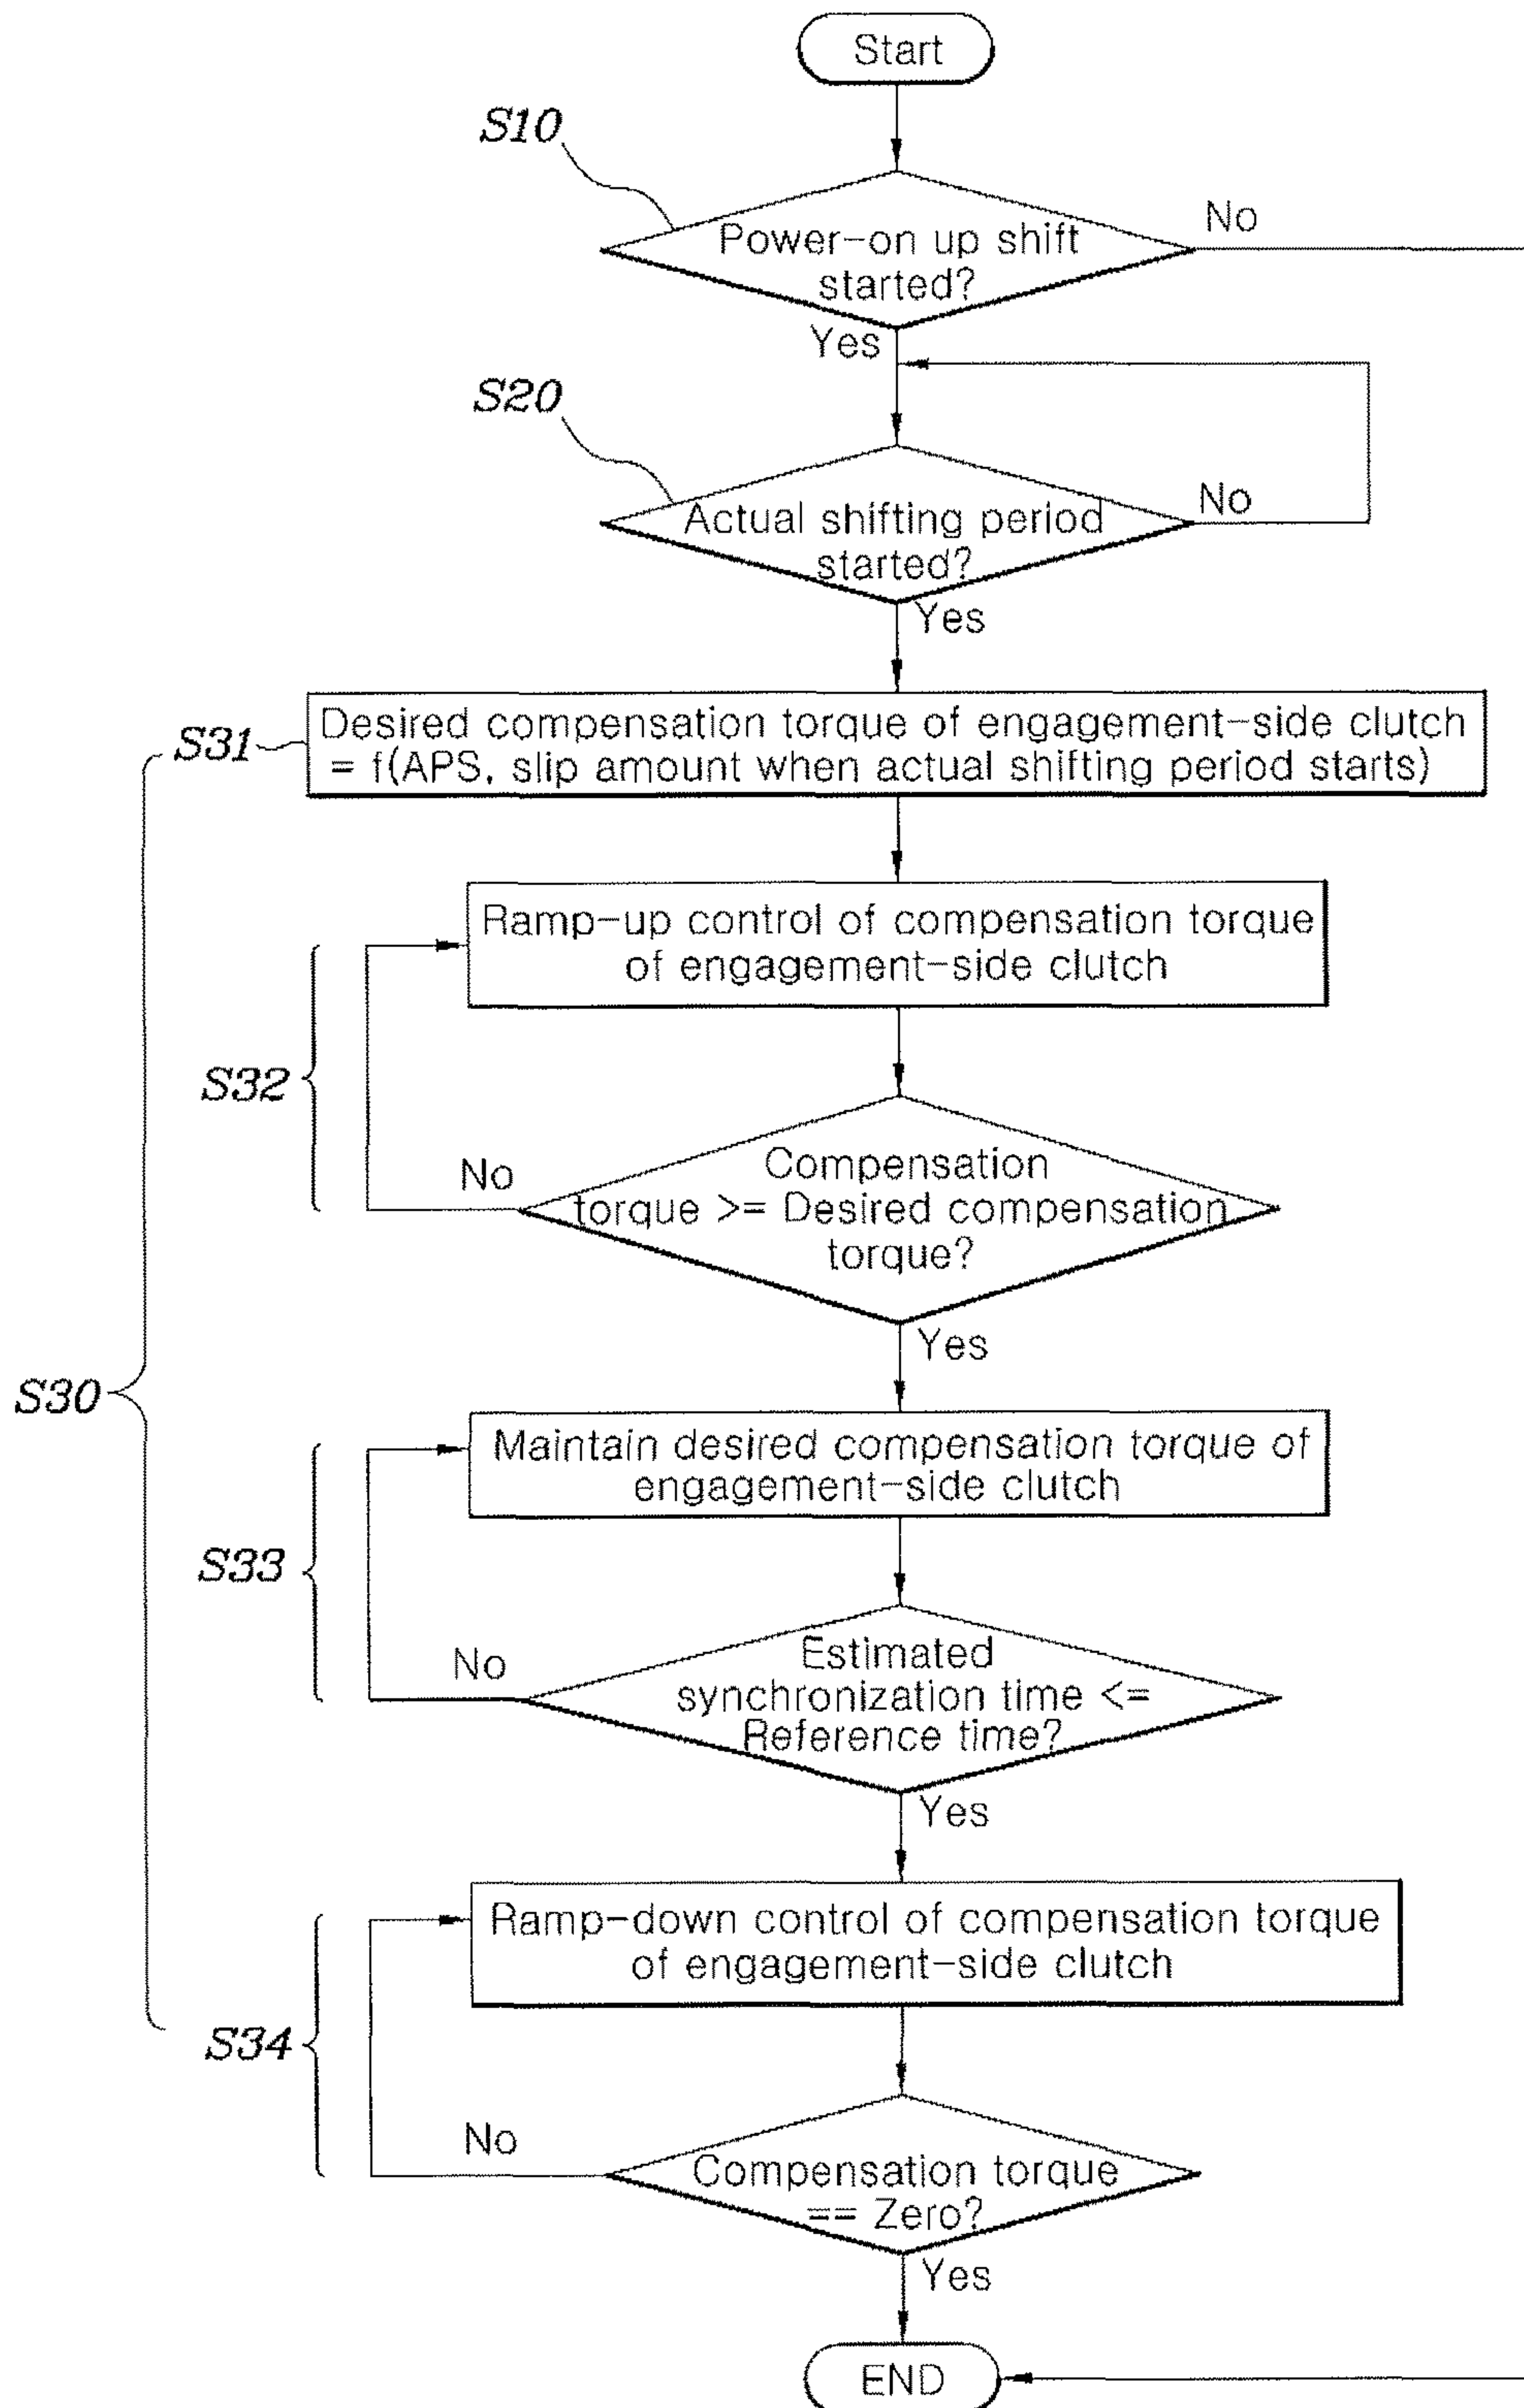 Start
S10
Power-on up shift
started?
No
Yes
S20
Actual shifting period
started?
No
Yes
S31
Desired compensation torque of engagement-side clutch
= f(APS, slip amount when actual shifting period starts)
Ramp-up control of compensation torque
of engagement-side clutch
S32
No
Compensation
torque >= Desired compensation
torque?
Yes
S30
Maintain desired compensation torque of
engagement-side clutch
S33
No
Estimated
synchronization time <=
Reference time?
Yes
Ramp-down control of compensation torque
of engagement-side clutch
S34
No
Compensation torque
== Zero?
Yes
END